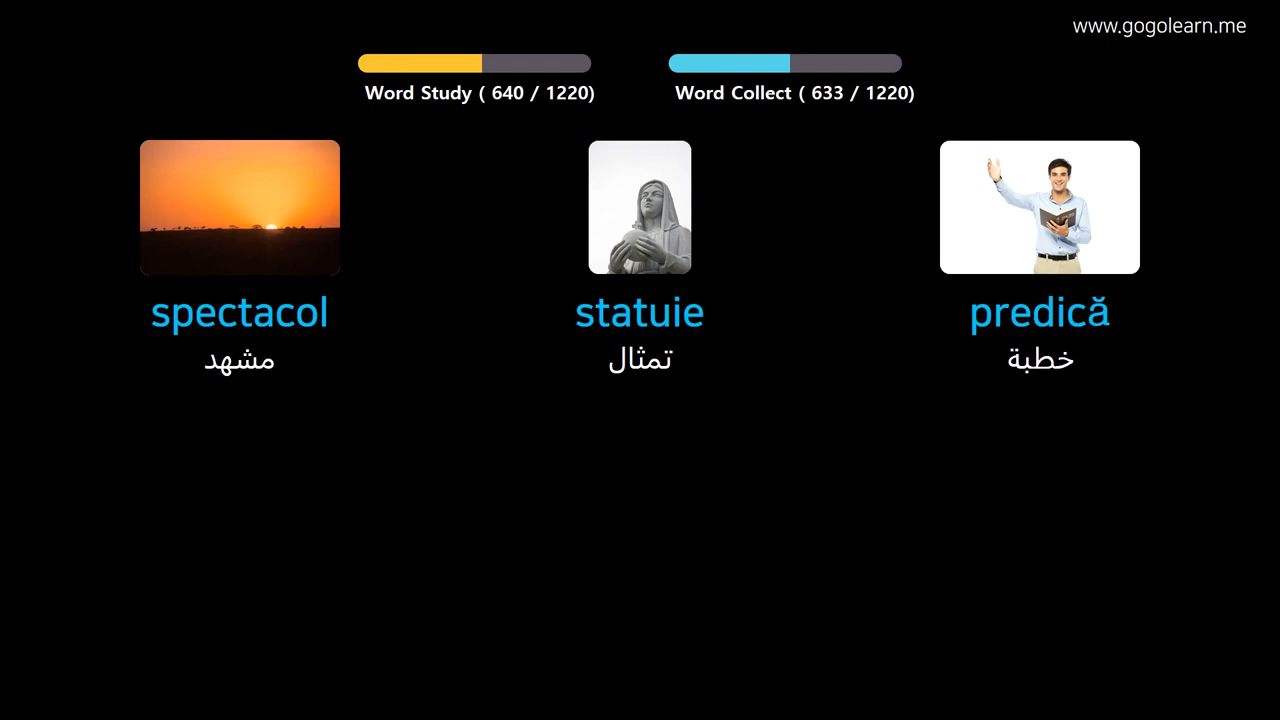 www.gogolearn.me
Word Study ( 640 / 1220)
Word Collect ( 633 / 1220)
spectacol
مشهد
statuie
تمثال
predică
خطبة